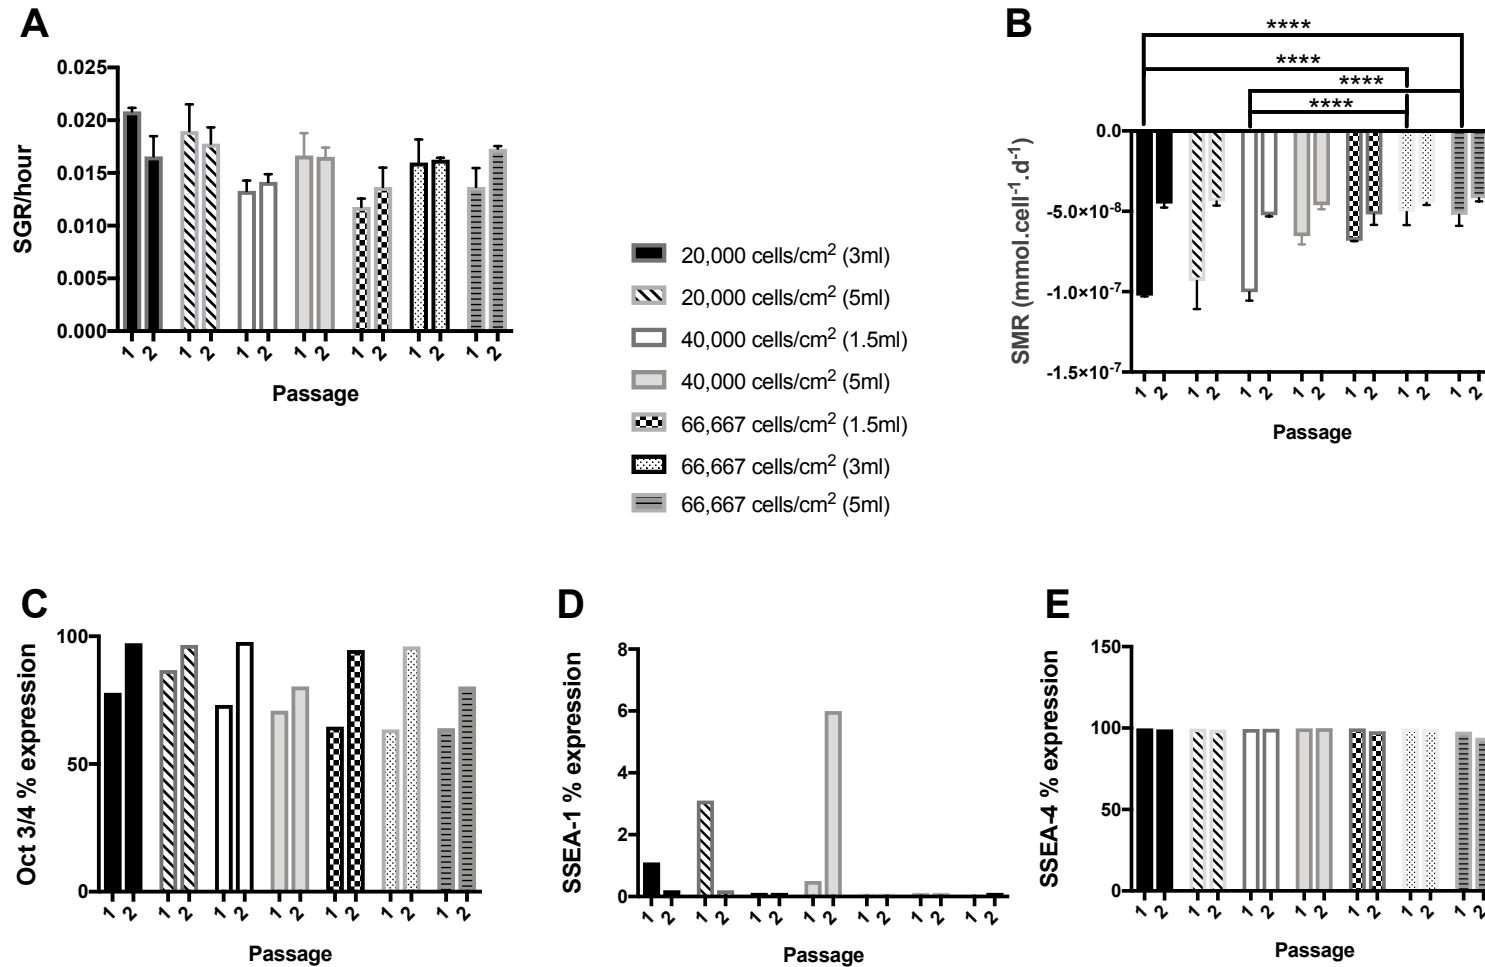 A
0.025
0.020
0.015
0.010
0.005
0.000
SGR/hour
1 2 1 2 1 2 1 2 1 2 1 2 1 2
Passage
20,000 cells/cm² (3ml)
20,000 cells/cm² (5ml)
40,000 cells/cm² (1.5ml)
40,000 cells/cm² (5ml)
66,667 cells/cm² (1.5ml)
66,667 cells/cm² (3ml)
66,667 cells/cm² (5ml)
B
****
****
****
****
0.0
-5.0×10⁻⁸
-1.0×10⁻⁷
-1.5×10⁻⁷
SMR (mmol.cell⁻¹.d⁻¹)
1 2 1 2 1 2 1 2 1 2 1 2 1 2
Passage
C
100
50
0
Oct 3/4 % expression
1 2 1 2 1 2 1 2 1 2 1 2 1 2
Passage
D
8
6
4
2
0
SSEA-1 % expression
1 2 1 2 1 2 1 2 1 2 1 2 1 2
Passage
E
150
100
50
0
SSEA-4 % expression
1 2 1 2 1 2 1 2 1 2 1 2 1 2
Passage